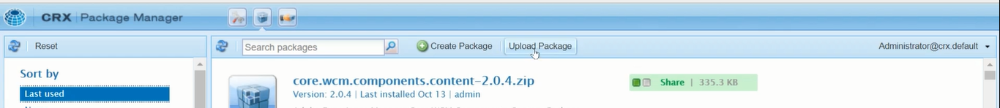 CRX | Package Manager
Reset
Search packages
Create Package
Upload Package
Administrator@crx.default
Sort by
Last used
core.wcm.components.content-2.0.4.zip
Version: 2.0.4 | Last installed Oct 13 | admin
Share | 335.3 KB